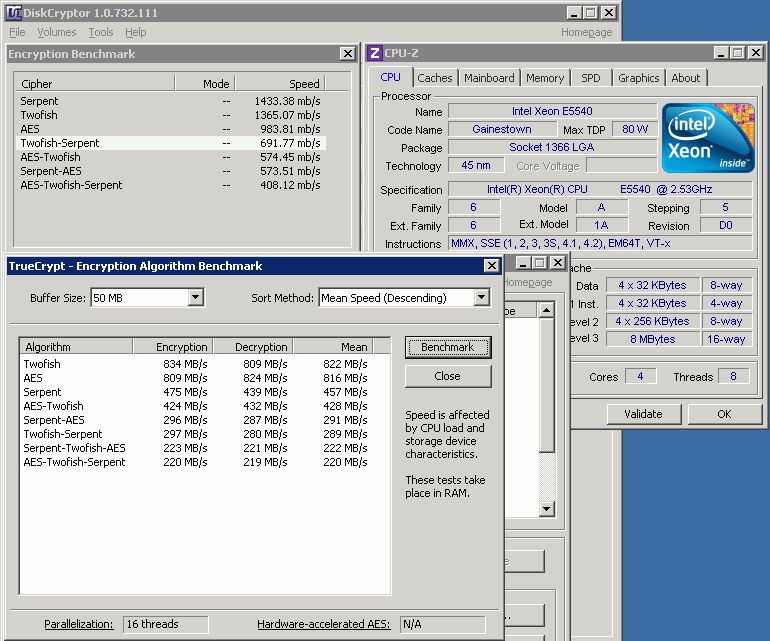 DiskCryptor 1.0.732.111
File Volumes Tools Help Homepage
Encryption Benchmark
Cipher Mode Speed
Serpent -- 1433.38 mb/s
Twofish -- 1365.07 mb/s
AES -- 983.81 mb/s
Twofish-Serpent -- 691.77 mb/s
AES-Twofish -- 574.45 mb/s
Serpent-AES -- 573.51 mb/s
AES-Twofish-Serpent -- 408.12 mb/s
CPU-Z
CPU Caches Mainboard Memory SPD Graphics About
Processor
Name Intel Xeon E5540
Code Name Gainestown Max TDP 80 W
Package Socket 1366 LGA
Technology 45 nm Core Voltage
intel
Xeon
inside™
Specification Intel(R) Xeon(R) CPU E5540 @ 2.53GHz
Family 6 Model A Stepping 5
Ext. Family 6 Ext. Model 1A Revision D0
Instructions MMX, SSE (1, 2, 3, 3S, 4.1, 4.2), EM64T, VT-x
ache
Data 4 x 32 KBytes 8-way
1 Inst. 4 x 32 KBytes 4-way
evel 2 4 x 256 KBytes 8-way
evel 3 8 MBytes 16-way
Cores 4 Threads 8
Validate OK
Homepage
TrueCrypt - Encryption Algorithm Benchmark
Buffer Size: 50 MB Sort Method: Mean Speed (Descending)
Algorithm Encryption Decryption Mean
Twofish 834 MB/s 809 MB/s 822 MB/s
AES 809 MB/s 824 MB/s 816 MB/s
Serpent 475 MB/s 439 MB/s 457 MB/s
AES-Twofish 424 MB/s 432 MB/s 428 MB/s
Serpent-AES 296 MB/s 287 MB/s 291 MB/s
Twofish-Serpent 297 MB/s 280 MB/s 289 MB/s
Serpent-Twofish-AES 223 MB/s 221 MB/s 222 MB/s
AES-Twofish-Serpent 220 MB/s 219 MB/s 220 MB/s
Benchmark
Close
Speed is affected
by CPU load and
storage device
characteristics.
These tests take
place in RAM.
Parallelization: 16 threads Hardware-accelerated AES: N/A